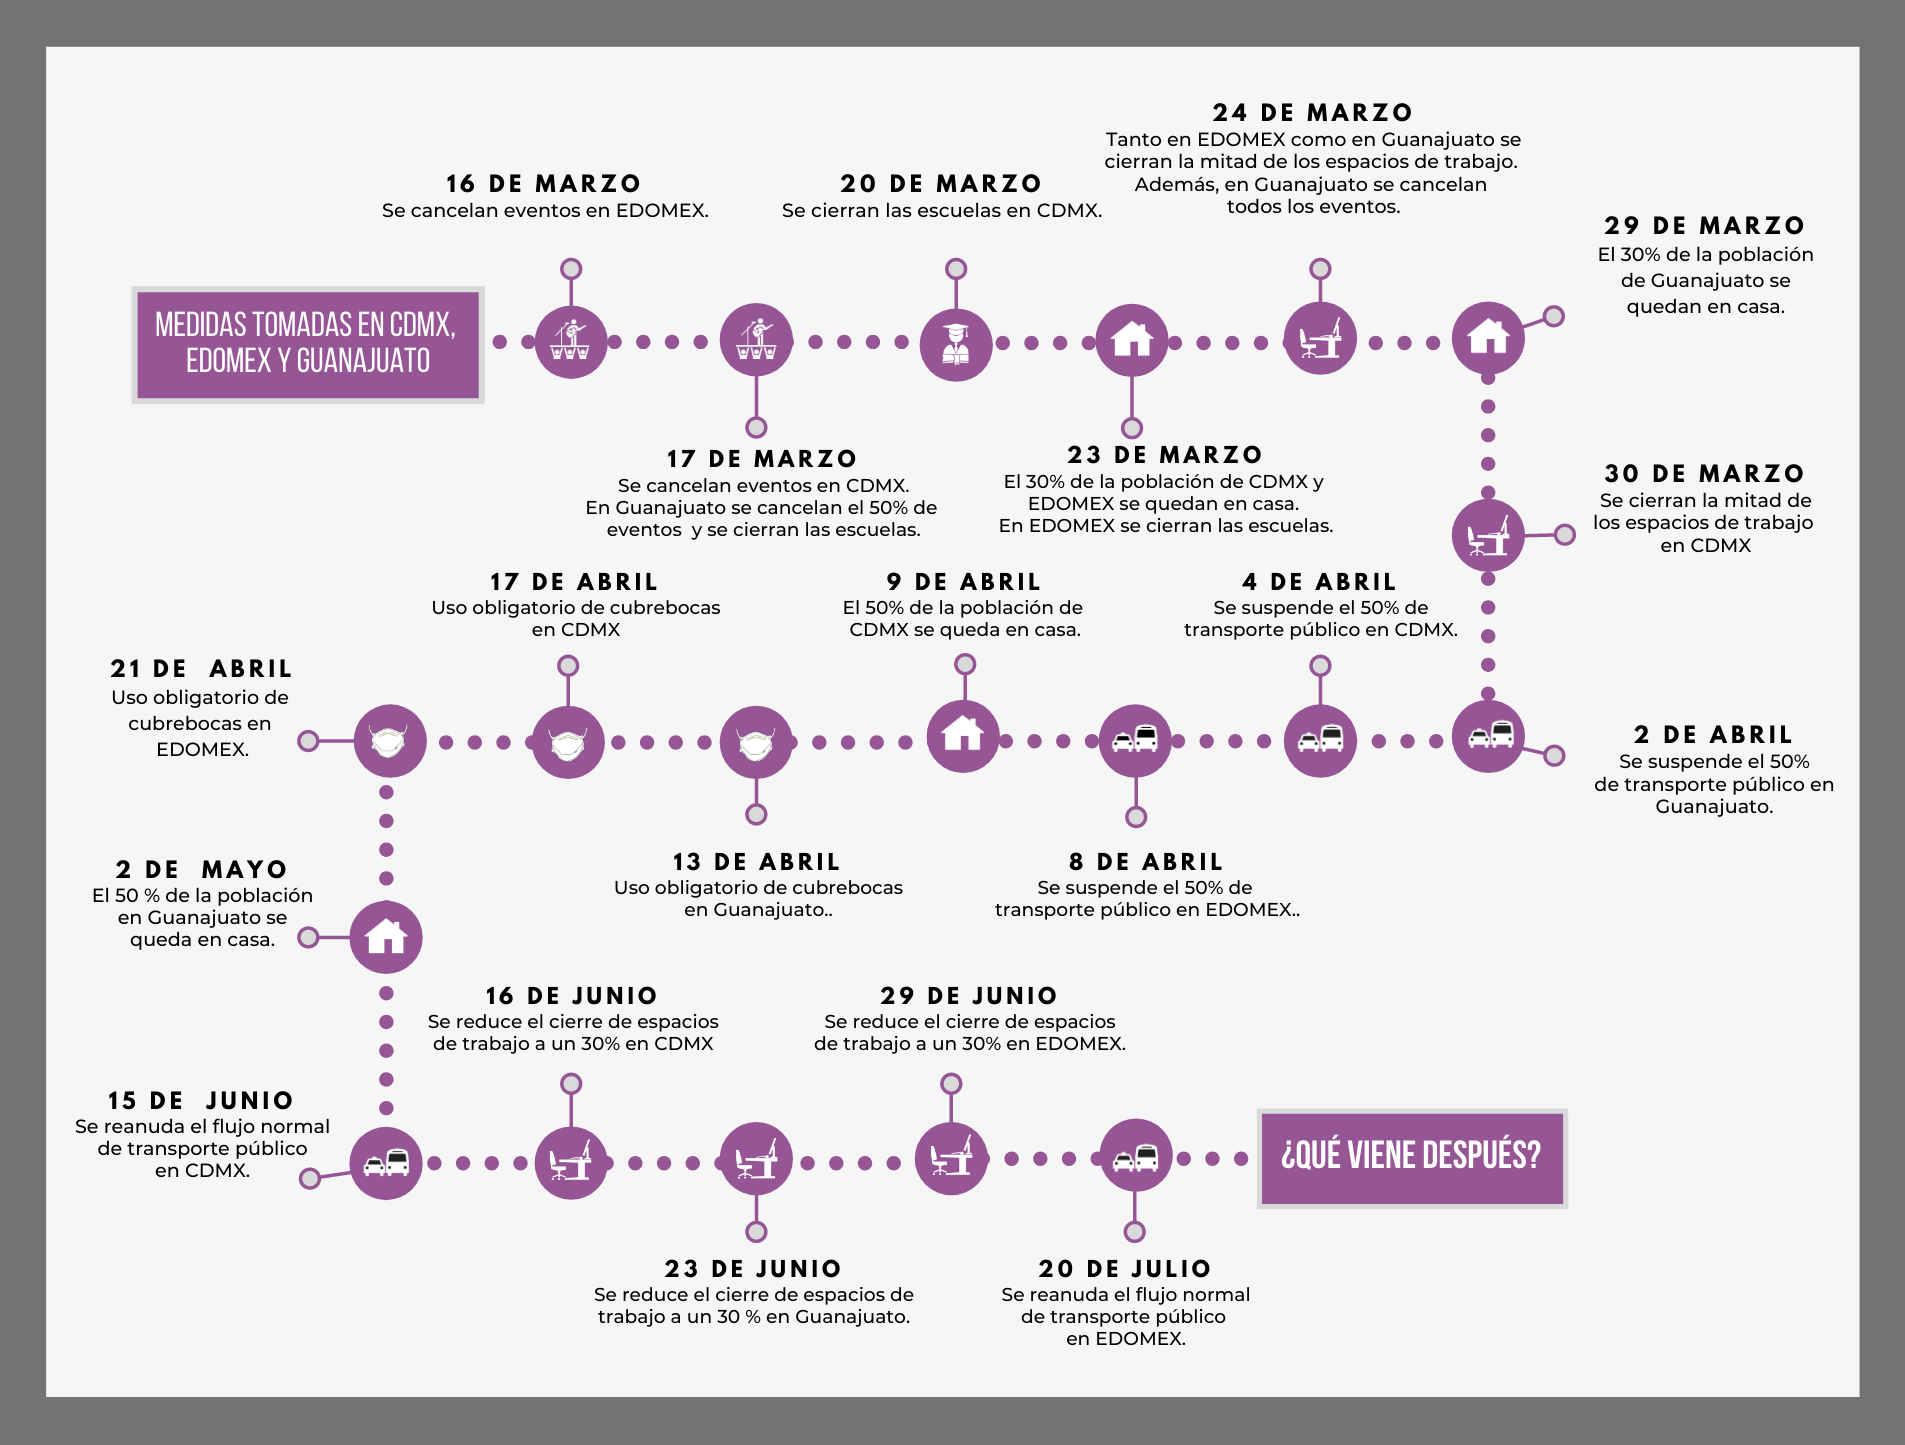 MEDIDAS TOMADAS EN CDMX,
EDOMEX Y GUANAJUATO
16 DE MARZO
Se cancelan eventos en EDOMEX.
17 DE MARZO
Se cancelan eventos en CDMX.
En Guanajuato se cancelan el 50% de
eventos  y se cierran las escuelas.
20 DE MARZO
Se cierran las escuelas en CDMX.
23 DE MARZO
El 30% de la población de CDMX y
EDOMEX se quedan en casa.
En EDOMEX se cierran las escuelas.
24 DE MARZO
Tanto en EDOMEX como en Guanajuato se
cierran la mitad de los espacios de trabajo.
Además, en Guanajuato se cancelan
todos los eventos.
29 DE MARZO
El 30% de la población
de Guanajuato se
quedan en casa.
30 DE MARZO
Se cierran la mitad de
los espacios de trabajo
en CDMX
2 DE ABRIL
Se suspende el 50%
de transporte público en
Guanajuato.
4 DE ABRIL
Se suspende el 50% de
transporte público en CDMX.
8 DE ABRIL
Se suspende el 50% de
transporte público en EDOMEX..
9 DE ABRIL
El 50% de la población de
CDMX se queda en casa.
13 DE ABRIL
Uso obligatorio de cubrebocas
en Guanajuato..
17 DE ABRIL
Uso obligatorio de cubrebocas
en CDMX
21 DE  ABRIL
Uso obligatorio de
cubrebocas en
EDOMEX.
2 DE  MAYO
El 50 % de la población
en Guanajuato se
queda en casa.
15 DE  JUNIO
Se reanuda el flujo normal
de transporte público
en CDMX.
16 DE JUNIO
Se reduce el cierre de espacios
de trabajo a un 30% en CDMX
23 DE JUNIO
Se reduce el cierre de espacios de
trabajo a un 30 % en Guanajuato.
29 DE JUNIO
Se reduce el cierre de espacios
de trabajo a un 30% en EDOMEX.
20 DE JULIO
Se reanuda el flujo normal
de transporte público
en EDOMEX.
¿QUÉ VIENE DESPUÉS?